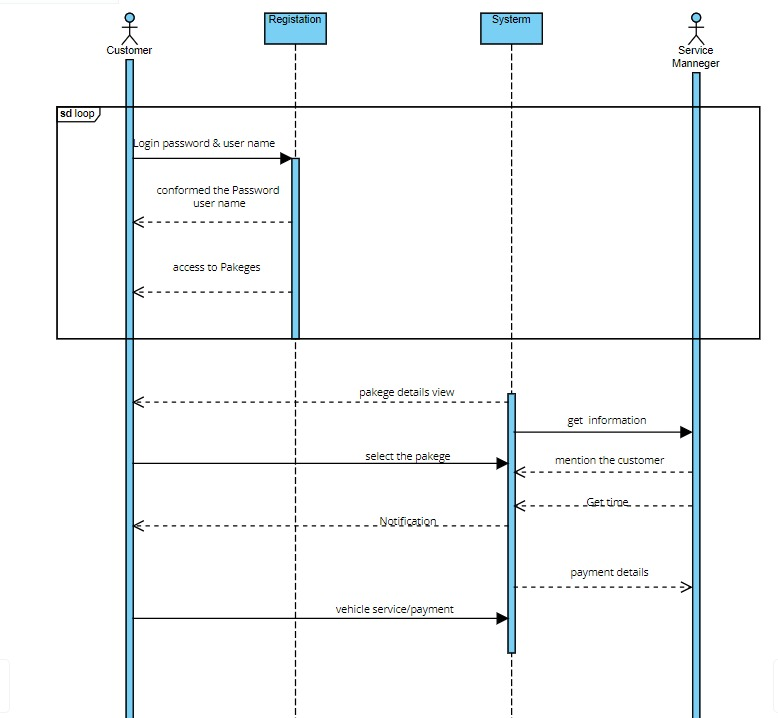 Registation
Systerm
Customer
Service
Manneger
sd loop
Login password & user name
conformed the Password
user name
access to Pakeges
pakege details view
get information
select the pakege
mention the customer
Get time
Notification
payment details
vehicle service/payment